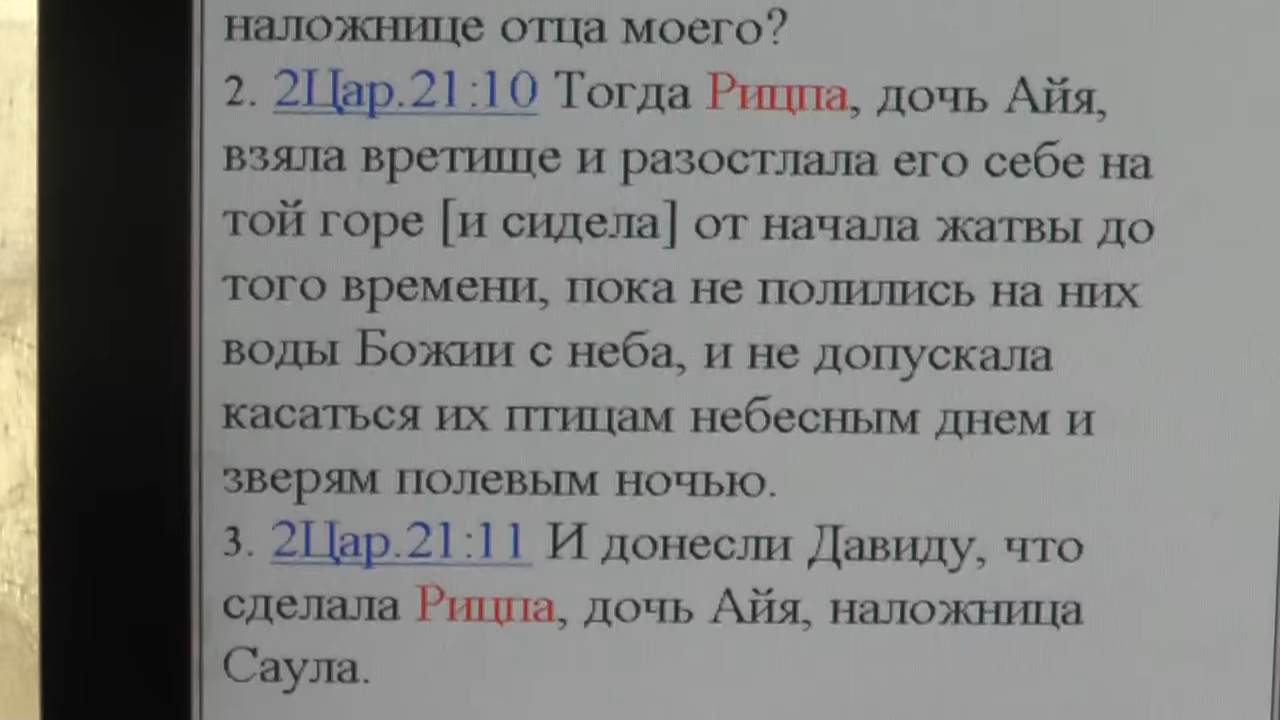 наложнице отца моего?
2. 2Цар.21:10 Тогда Рицпа, дочь Айя,
взяла вретище и разостлала его себе на
той горе [и сидела] от начала жатвы до
того времени, пока не полились на них
воды Божии с неба, и не допускала
касаться их птицам небесным днем и
зверям полевым ночью.
3. 2Цар.21:11 И донесли Давиду, что
сделала Рицпа, дочь Айя, наложница
Саула.